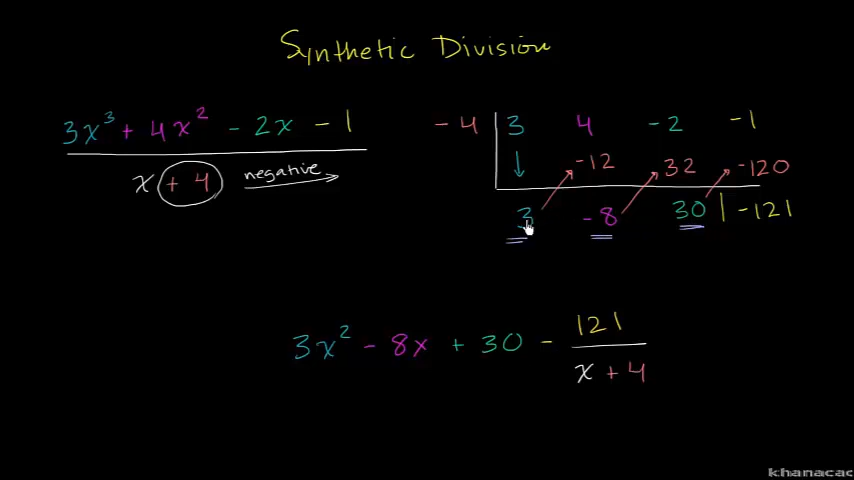 Synthetic Division
3x³ + 4x² - 2x - 1
x + 4
negative
-4 | 3 4 -2 -1
-12 32 -120
3 -8 30 | -121
3x² - 8x + 30 - 121
x + 4
khanacac